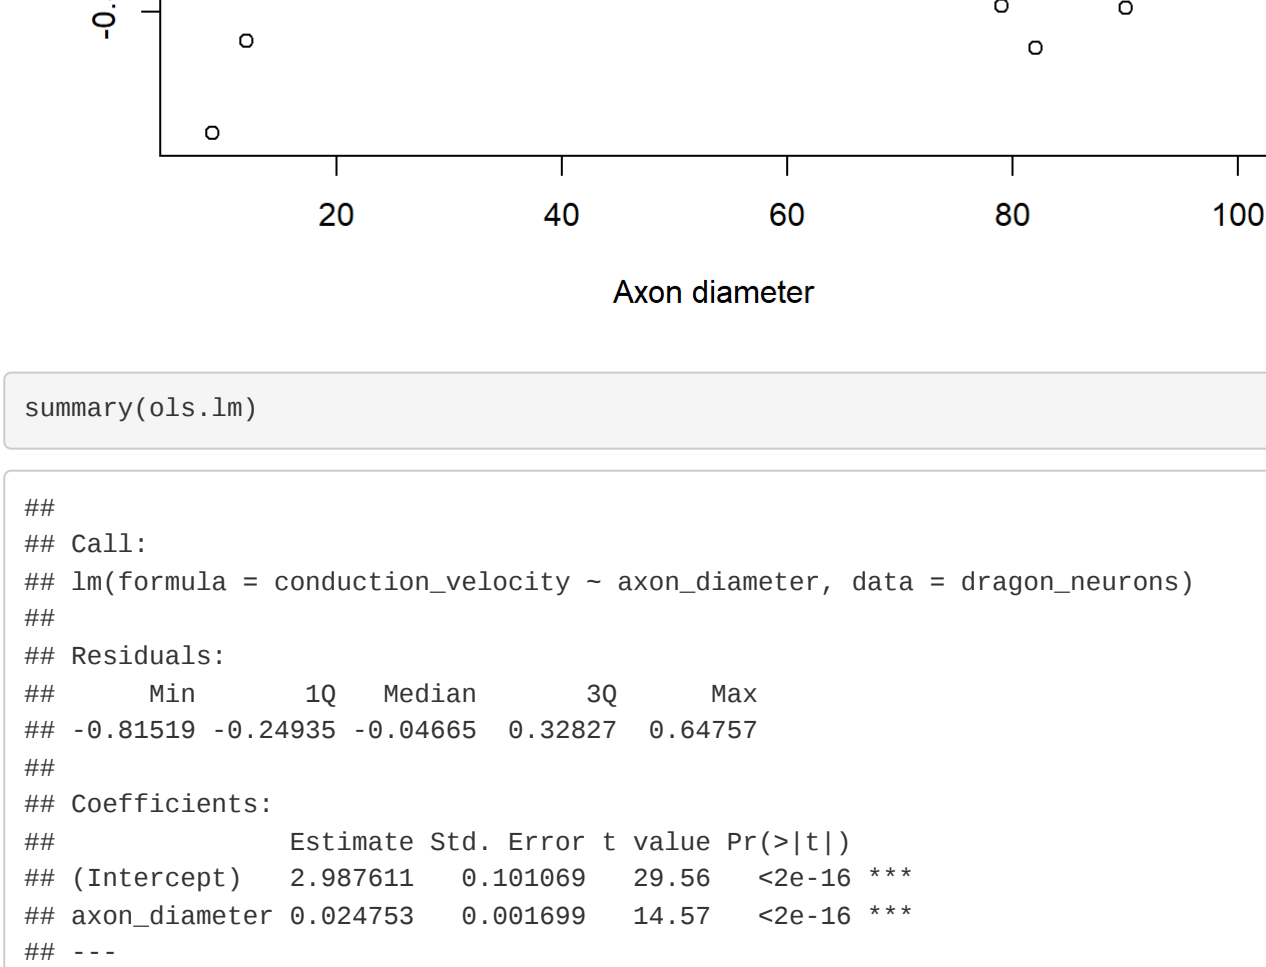 -0.
20 40 60 80 100
Axon diameter
summary(ols.lm)
##
## Call:
## lm(formula = conduction_velocity ~ axon_diameter, data = dragon_neurons)
##
## Residuals:
##      Min       1Q   Median       3Q      Max
## -0.81519 -0.24935 -0.04665  0.32827  0.64757
##
## Coefficients:
##               Estimate Std. Error t value Pr(>|t|)
## (Intercept)   2.987611   0.101069   29.56   <2e-16 ***
## axon_diameter 0.024753   0.001699   14.57   <2e-16 ***
## ---